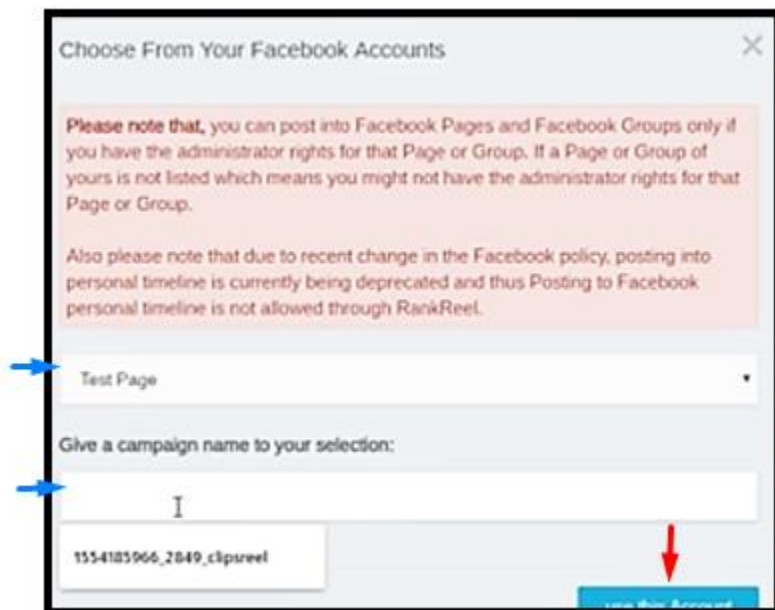 Choose From Your Facebook Accounts
Please note that, you can post into Facebook Pages and Facebook Groups only if
you have the administrator rights for that Page or Group. If a Page or Group of
yours is not listed which means you might not have the administrator rights for that
Page or Group.
Also please note that due to recent change in the Facebook policy, posting into
personal timeline is currently being deprecated and thus Posting to Facebook
personal timeline is not allowed through RankReel.
Test Page
Give a campaign name to your selection:
1554185966_2849_clipsreel
use this Account